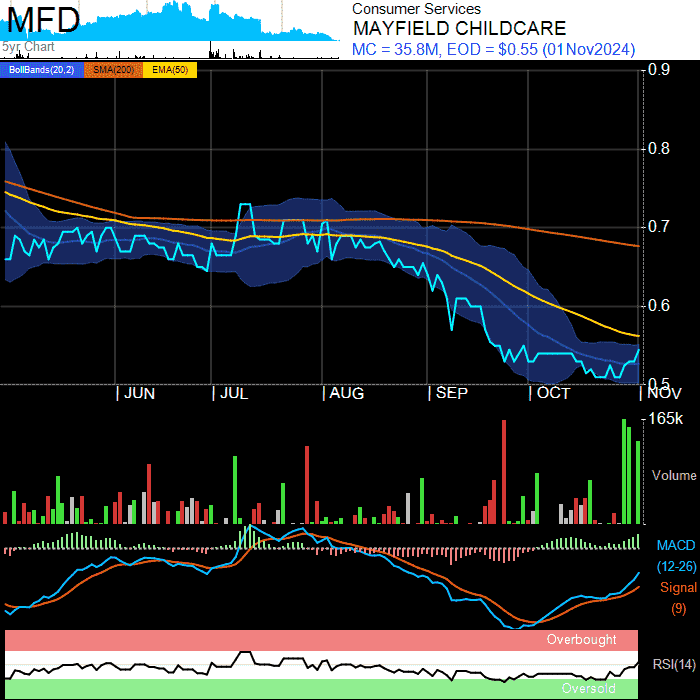 MFD
5yr Chart
Consumer Services
MAYFIELD CHILDCARE
MC = 35.8M, EOD = $0.55 (01Nov2024)
BollBands(20,2) SMA(200) EMA(50)
0.9
0.8
0.7
0.6
0.5
JUN JUL AUG SEP OCT NOV
165k
Volume
MACD
(12-26)
Signal
(9)
Overbought
RSI(14)
Oversold